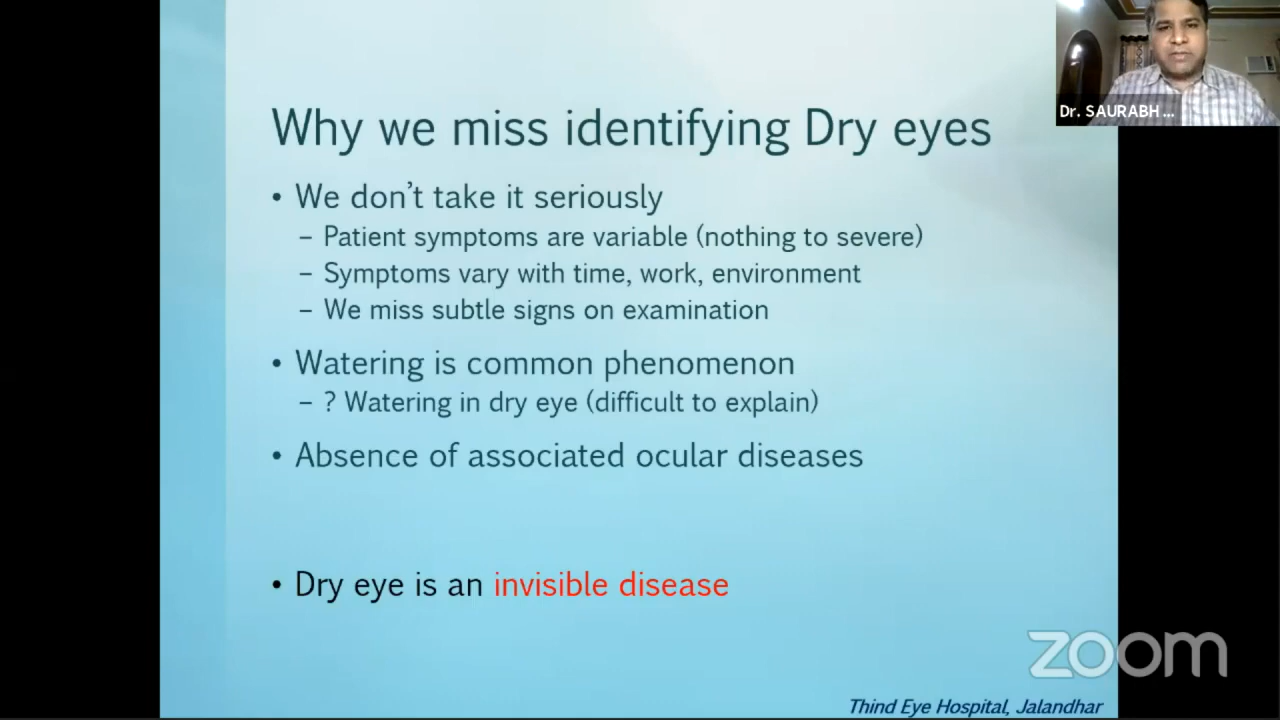 Why we miss identifying Dry eyes
• We don't take it seriously
– Patient symptoms are variable (nothing to severe)
– Symptoms vary with time, work, environment
– We miss subtle signs on examination
• Watering is common phenomenon
– ? Watering in dry eye (difficult to explain)
• Absence of associated ocular diseases
• Dry eye is an invisible disease
Dr. SAURABH ...
zoom
Thind Eye Hospital, Jalandhar